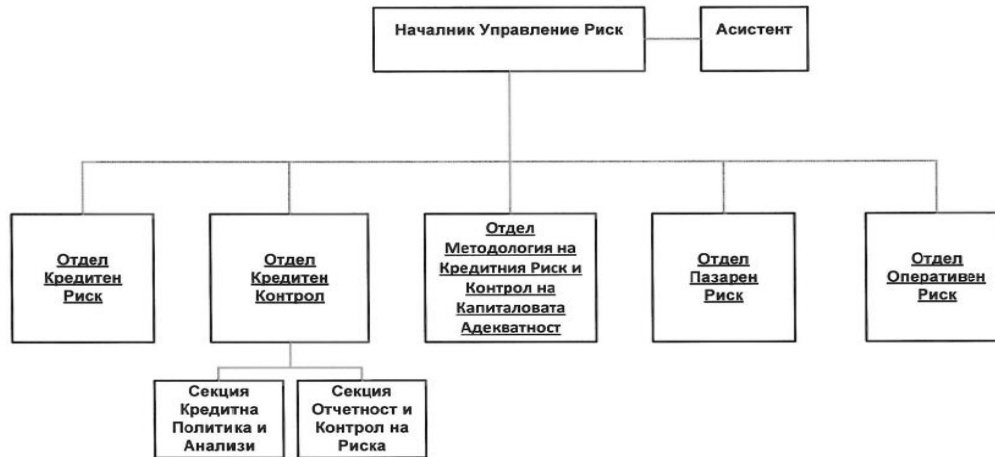 Началник Управление Риск
Асистент
Отдел
Кредитен
Риск
Отдел
Кредитен
Контрол
Отдел
Методология на
Кредитния Риск и
Контрол на
Капиталовата
Адекватност
Отдел
Пазарен
Риск
Отдел
Оперативен
Риск
Секция
Кредитна
Политика и
Анализи
Секция
Отчетност и
Контрол на
Риска